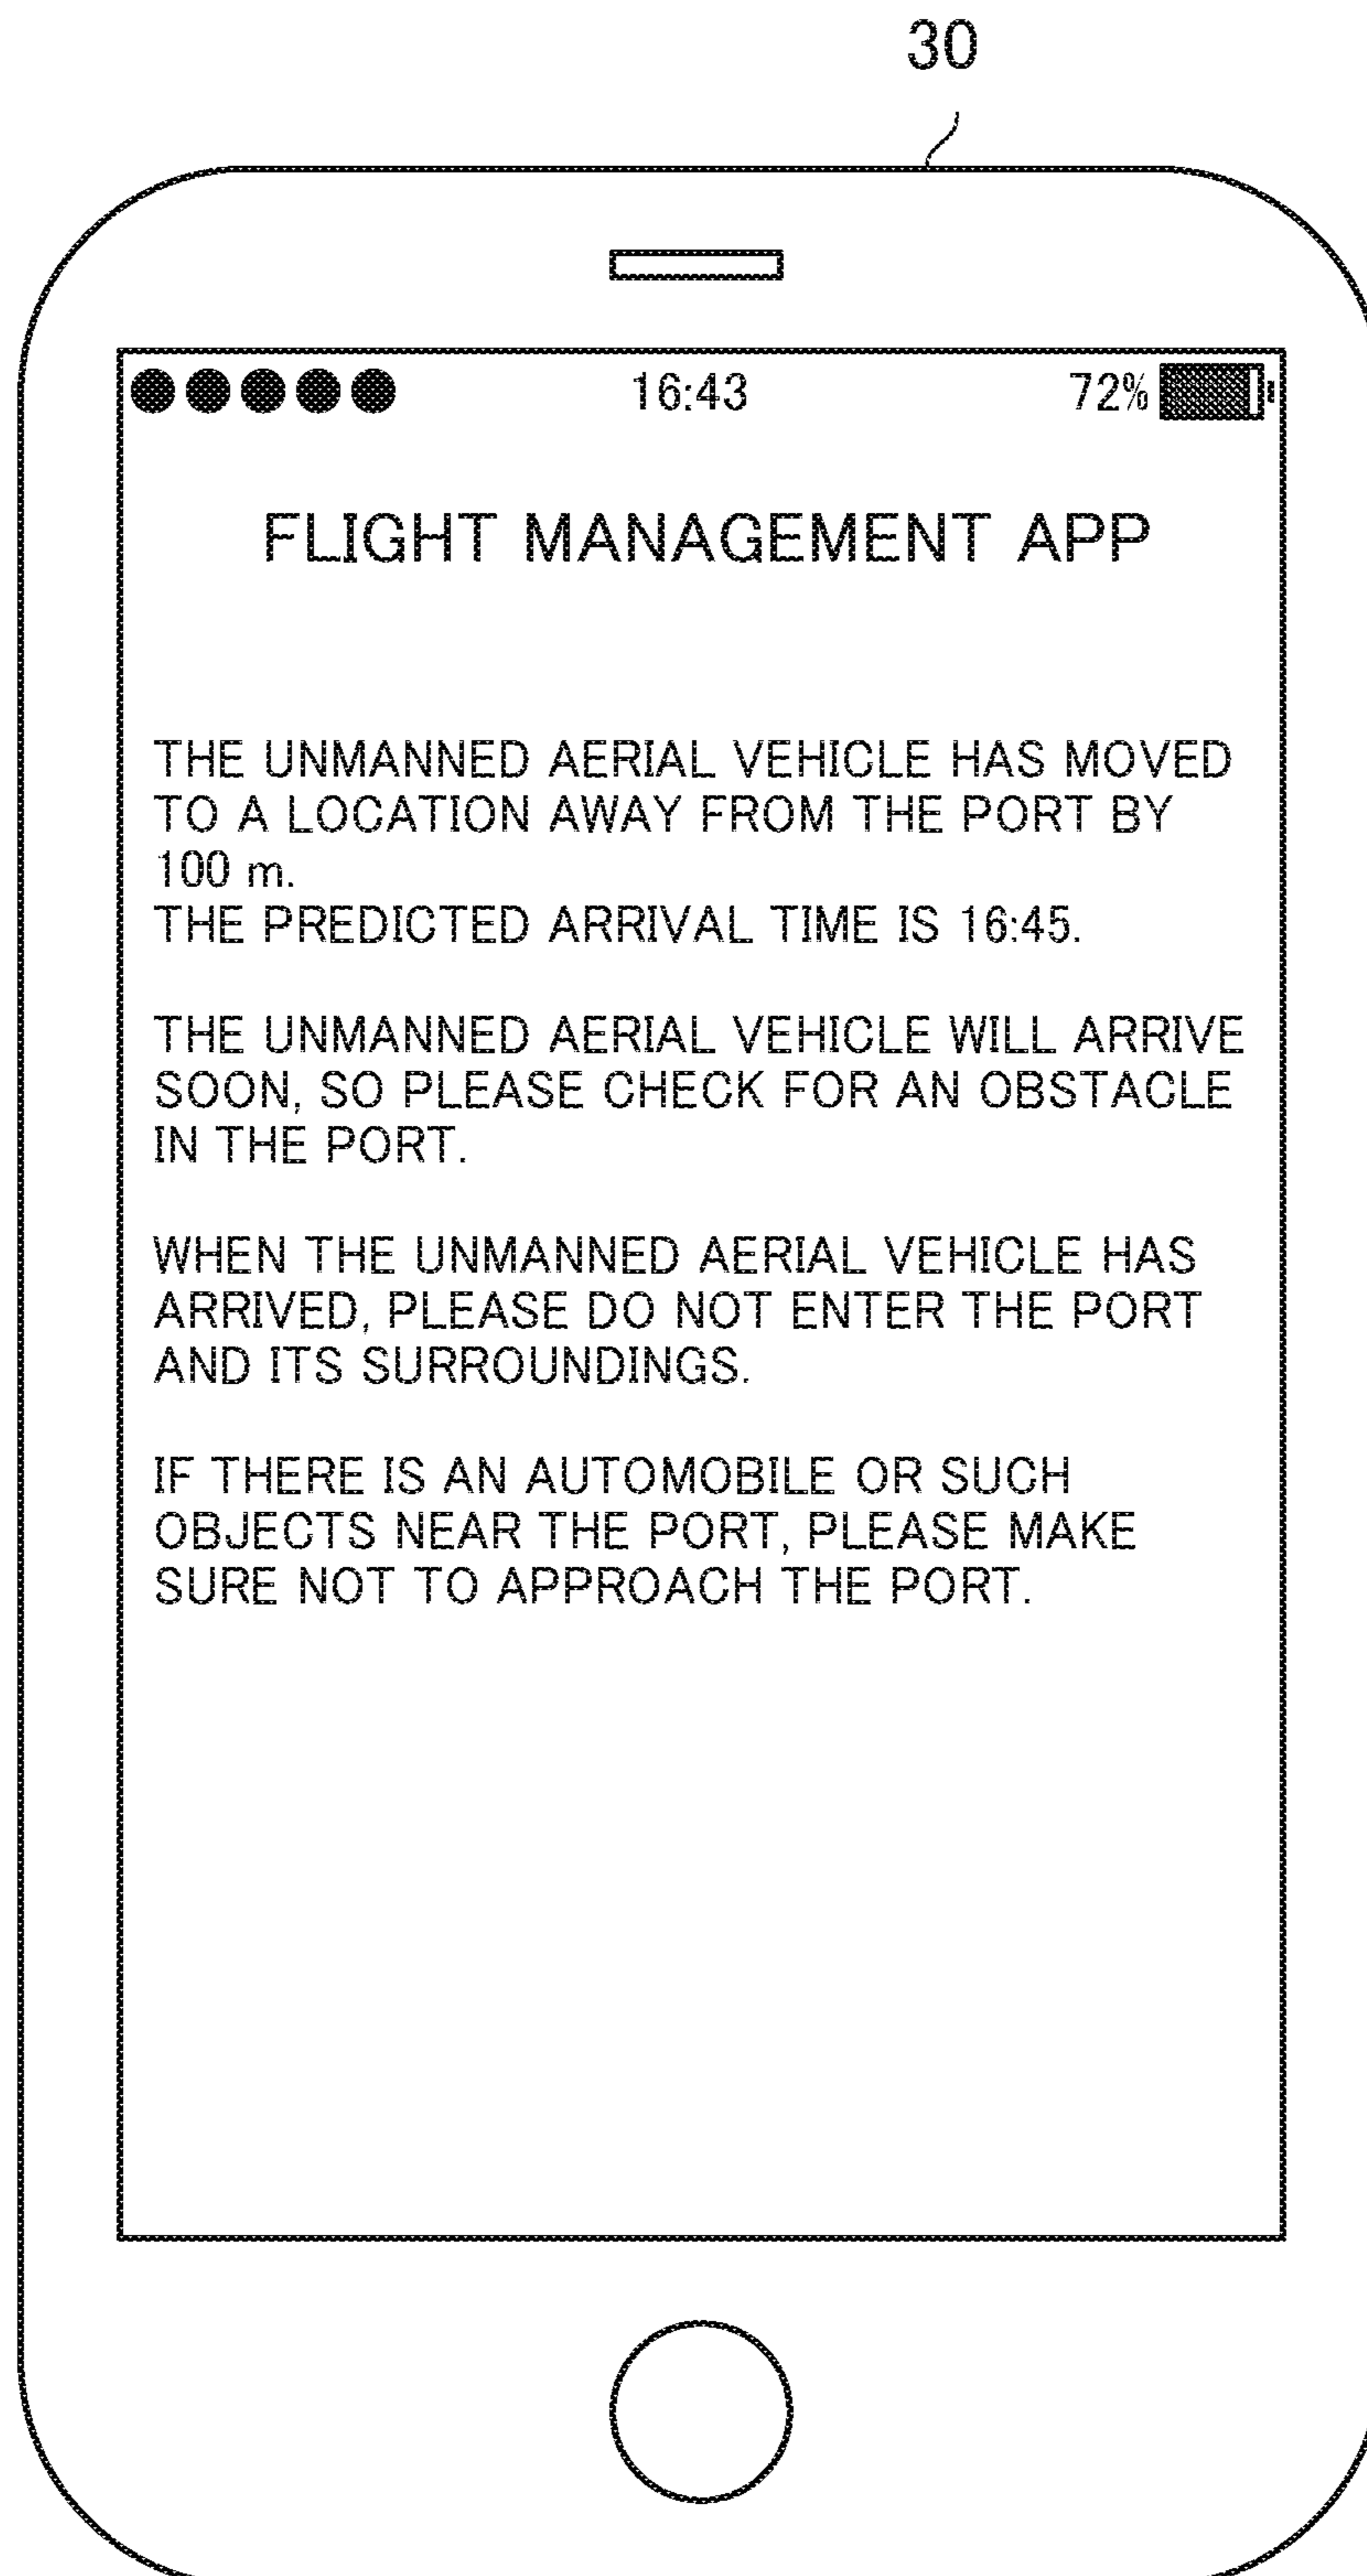 30
16:43 72%
FLIGHT MANAGEMENT APP
THE UNMANNED AERIAL VEHICLE HAS MOVED
TO A LOCATION AWAY FROM THE PORT BY
100 m.
THE PREDICTED ARRIVAL TIME IS 16:45.
THE UNMANNED AERIAL VEHICLE WILL ARRIVE
SOON, SO PLEASE CHECK FOR AN OBSTACLE
IN THE PORT.
WHEN THE UNMANNED AERIAL VEHICLE HAS
ARRIVED, PLEASE DO NOT ENTER THE PORT
AND ITS SURROUNDINGS.
IF THERE IS AN AUTOMOBILE OR SUCH
OBJECTS NEAR THE PORT, PLEASE MAKE
SURE NOT TO APPROACH THE PORT.